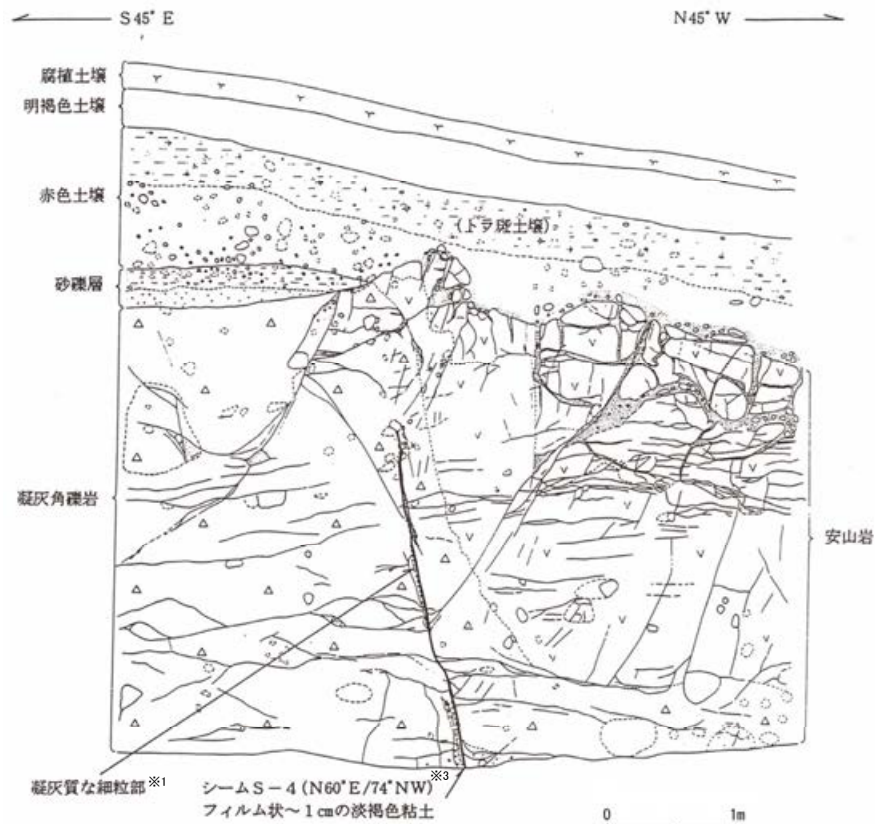 S45°E
N45°W
腐植土壌
明褐色土壌
赤色土壌
(トラ斑土壌)
砂礫層
凝灰角礫岩
安山岩
凝灰質な細粒部※1
シームS-4(N60°E/74°NW)※3
フィルム状~1cmの淡褐色粘土
0 1m